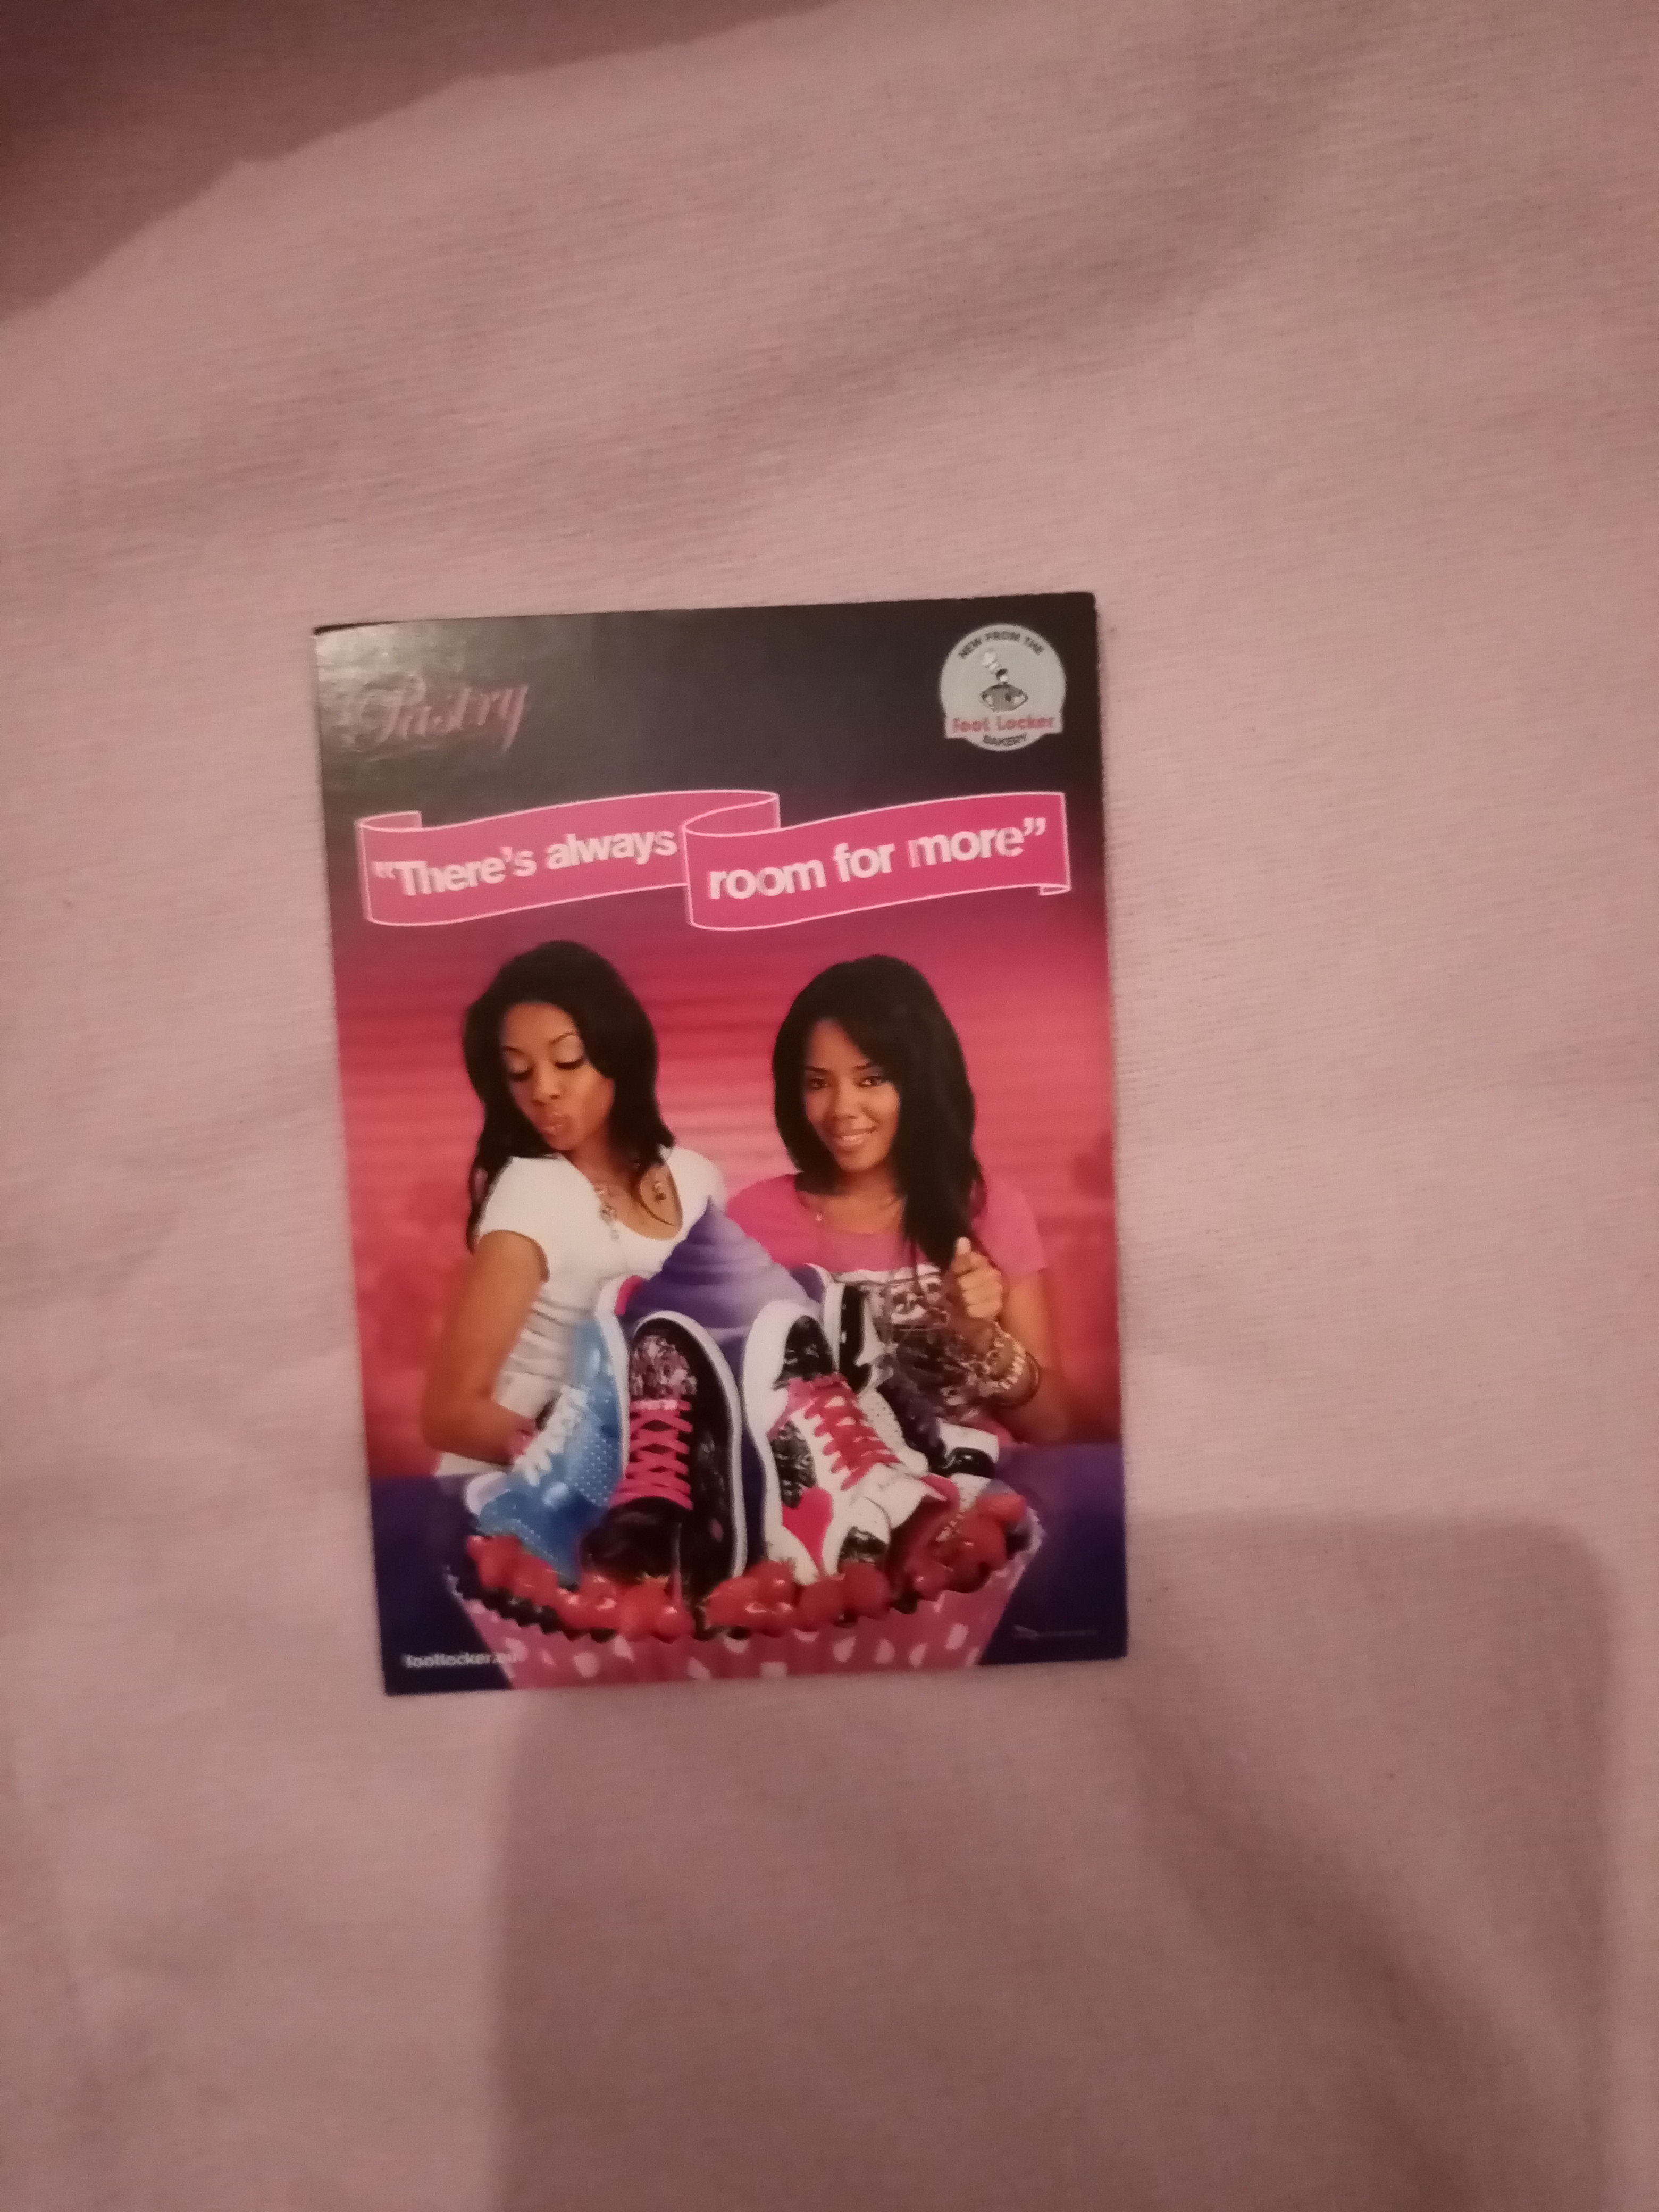 Pastry
NEW FROM THE
Foot Locker
BAKERY
"There's always
room for more"
footlocker.eu